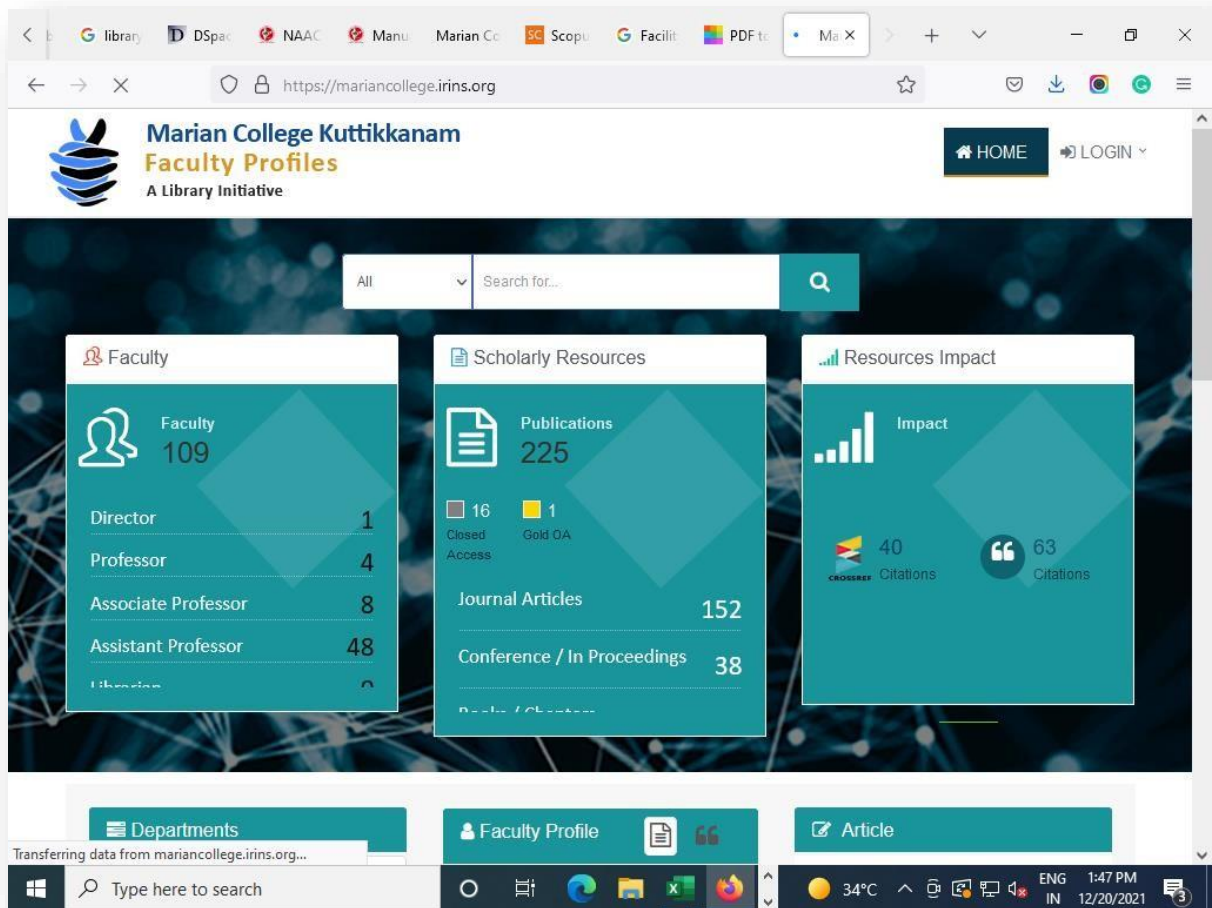 library
DSpac
NAAC
Manu
Marian Co
SC Scopu
Facilit
PDF to
Ma
https://mariancollege.irins.org
Marian College Kuttikkanam
Faculty Profiles
A Library Initiative
HOME
LOGIN
All
Search for...
Faculty
Faculty
109
Director 1
Professor 4
Associate Professor 8
Assistant Professor 48
Scholarly Resources
Publications
225
16
Closed
Access
1
Gold OA
Journal Articles 152
Conference / In Proceedings 38
Resources Impact
Impact
CROSSREF
40
Citations
63
Citations
Departments
Faculty Profile
Article
Transferring data from mariancollege.irins.org...
Type here to search
34°C
ENG
IN
1:47 PM
12/20/2021
3